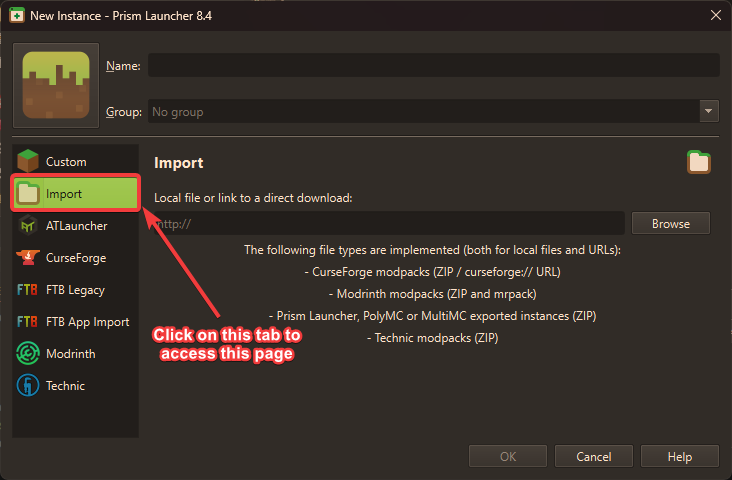 New Instance - Prism Launcher 8.4
Name:
Group:
No group
Custom
Import
ATLauncher
CurseForge
FTB FTB Legacy
FTB FTB App Import
Modrinth
Technic
Import
Local file or link to a direct download:
http://
Browse
The following file types are implemented (both for local files and URLs):
- CurseForge modpacks (ZIP / curseforge:// URL)
- Modrinth modpacks (ZIP and mrpack)
- Prism Launcher, PolyMC or MultiMC exported instances (ZIP)
- Technic modpacks (ZIP)
Click on this tab to
access this page
OK
Cancel
Help